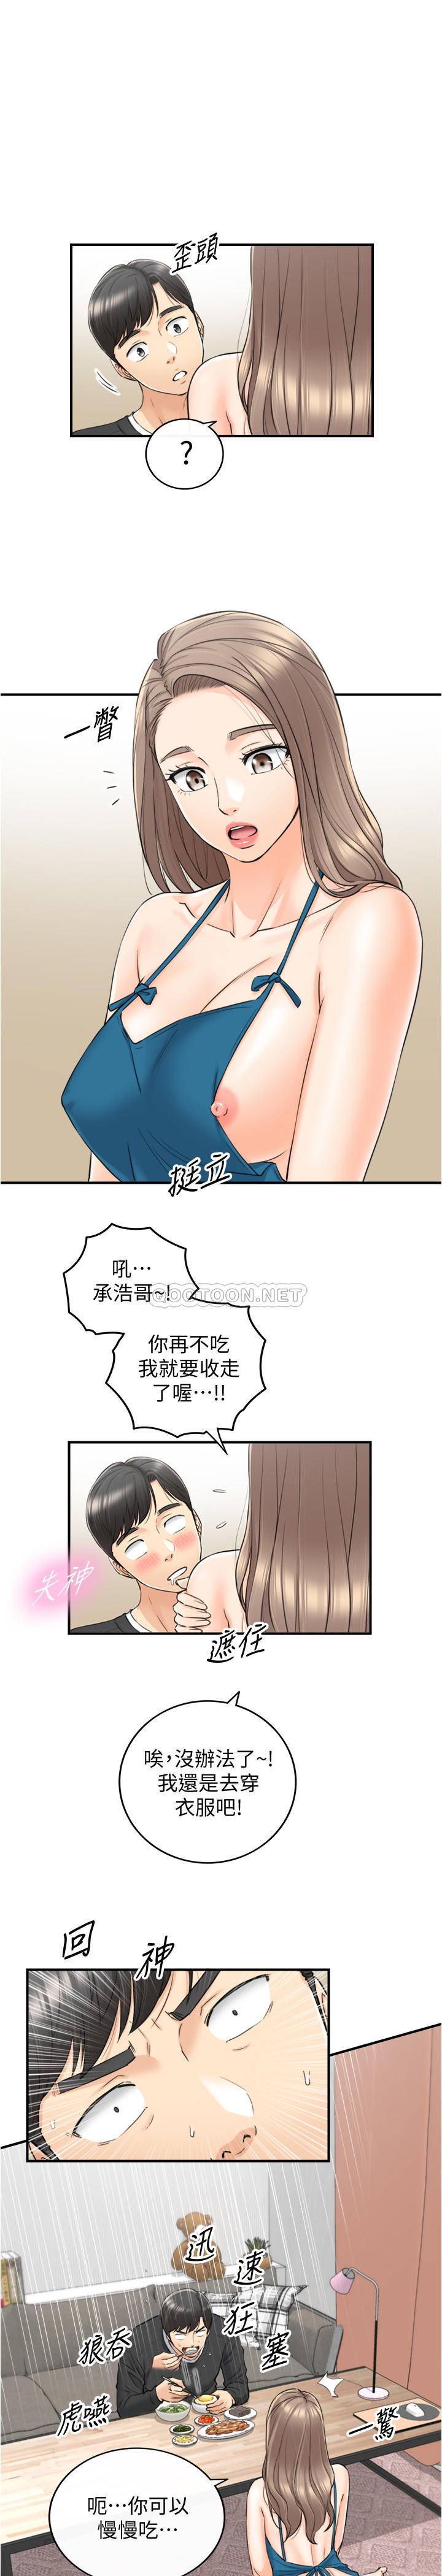 歪頭
?
一瞥
挺立
吼…
承浩哥~!
GOCTOON.NET
你再不吃
我就要收走
了喔…!!
失神
遮住
唉,沒辦法了~!
我還是去穿
衣服吧!
回神
迅速
狂塞
狼吞
虎嚥
一驚
呃…你可以
慢慢吃…